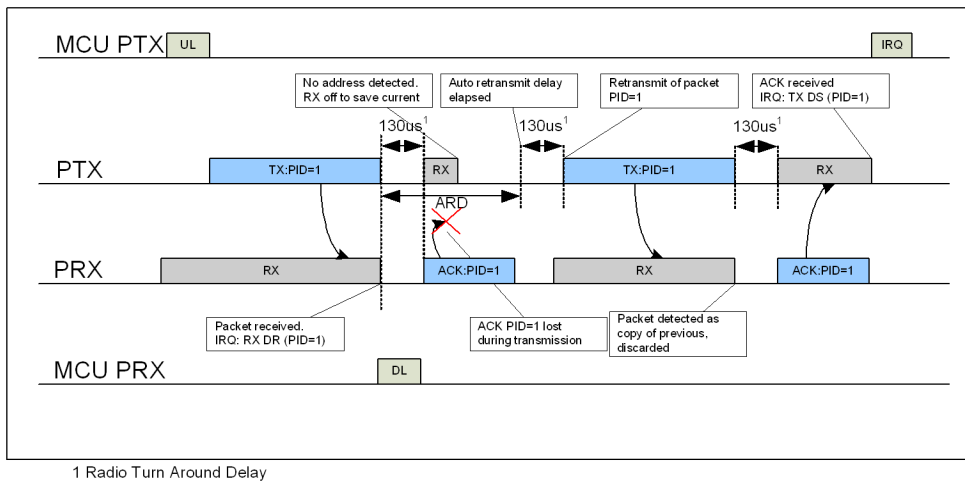 MCU PTX
UL
IRQ
No address detected.
RX off to save current
Auto retransmit delay
elapsed
Retransmit of packet
PID=1
ACK received
IRQ: TX DS (PID=1)
130us1
130us1
130us1
PTX
TX:PID=1
RX
TX:PID=1
RX
ARD
PRX
RX
ACK:PID=1
RX
ACK:PID=1
Packet received.
IRQ: RX DR (PID=1)
ACK PID=1 lost
during transmission
Packet detected as
copy of previous,
discarded
MCU PRX
DL
1 Radio Turn Around Delay